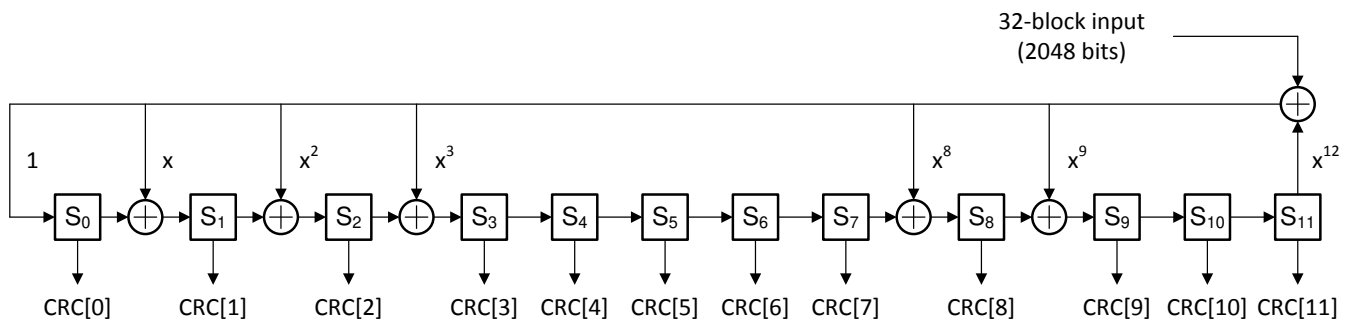 32-block input
(2048 bits)
1 x x² x³ x⁸ x⁹ x¹²
S₀ S₁ S₂ S₃ S₄ S₅ S₆ S₇ S₈ S₉ S₁₀ S₁₁
CRC[0] CRC[1] CRC[2] CRC[3] CRC[4] CRC[5] CRC[6] CRC[7] CRC[8] CRC[9] CRC[10] CRC[11]